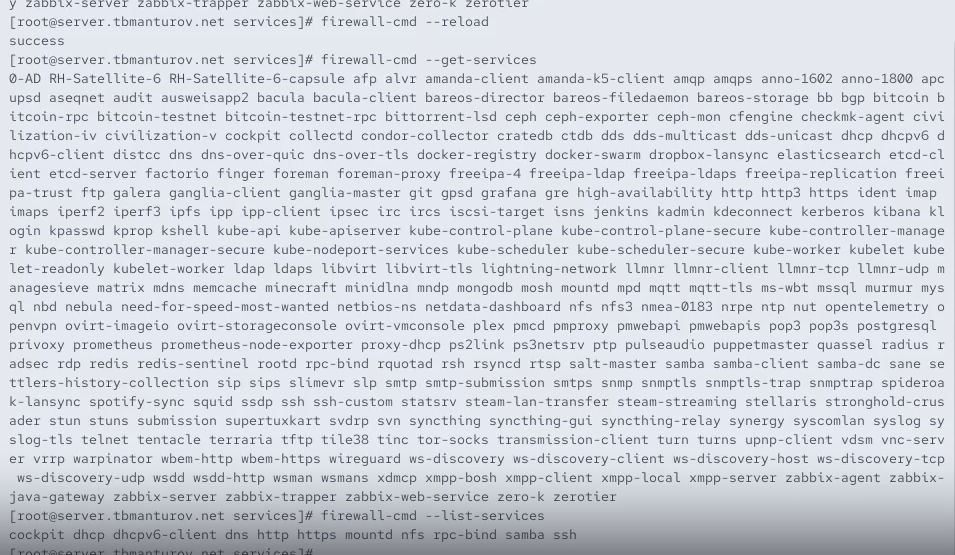 y zabbix-server zabbix-trapper zabbix-web-service zero-k zerotier
[root@server.tbmanturov.net services]# firewall-cmd --reload
success
[root@server.tbmanturov.net services]# firewall-cmd --get-services
0-AD RH-Satellite-6 RH-Satellite-6-capsule afp alvr amanda-client amanda-k5-client amqp amqps anno-1602 anno-1800 apc
upsd aseqnet audit ausweisapp2 bacula bacula-client bareos-director bareos-filedaemon bareos-storage bb bgp bitcoin b
itcoin-rpc bitcoin-testnet bitcoin-testnet-rpc bittorrent-lsd ceph ceph-exporter ceph-mon cfengine checkmk-agent civi
lization-iv civilization-v cockpit collectd condor-collector cratedb ctdb dds dds-multicast dds-unicast dhcp dhcpv6 d
hcpv6-client distcc dns dns-over-quic dns-over-tls docker-registry docker-swarm dropbox-lansync elasticsearch etcd-cl
ient etcd-server factorio finger foreman foreman-proxy freeipa-4 freeipa-ldap freeipa-ldaps freeipa-replication freei
pa-trust ftp galera ganglia-client ganglia-master git gpsd grafana gre high-availability http http3 https ident imap
imaps iperf2 iperf3 ipfs ipp ipp-client ipsec irc ircs iscsi-target isns jenkins kadmin kdeconnect kerberos kibana kl
ogin kpasswd kprop kshell kube-api kube-apiserver kube-control-plane kube-control-plane-secure kube-controller-manage
r kube-controller-manager-secure kube-nodeport-services kube-scheduler kube-scheduler-secure kube-worker kubelet kube
let-readonly kubelet-worker ldap ldaps libvirt libvirt-tls lightning-network llmnr llmnr-client llmnr-tcp llmnr-udp m
anagesieve matrix mdns memcache minecraft minidlna mndp mongodb mosh mountd mpd mqtt mqtt-tls ms-wbt mssql murmur mys
ql nbd nebula need-for-speed-most-wanted netbios-ns netdata-dashboard nfs nfs3 nmea-0183 nrpe ntp nut opentelemetry o
penvpn ovirt-imageio ovirt-storageconsole ovirt-vmconsole plex pmcd pmproxy pmwebapi pmwebapis pop3 pop3s postgresql
privoxy prometheus prometheus-node-exporter proxy-dhcp ps2link ps3netsrv ptp pulseaudio puppetmaster quassel radius r
adsec rdp redis redis-sentinel rootd rpc-bind rquotad rsh rsyncd rtsp salt-master samba samba-client samba-dc sane se
ttlers-history-collection sip sips slimevr slp smtp smtp-submission smtps snmp snmptls snmptls-trap snmptrap spideroa
k-lansync spotify-sync squid ssdp ssh ssh-custom statsrv steam-lan-transfer steam-streaming stellaris stronghold-crus
ader stun stuns submission supertuxkart svdrp svn syncthing syncthing-gui syncthing-relay synergy syscomlan syslog sy
slog-tls telnet tentacle terraria tftp tile38 tinc tor-socks transmission-client turn turns upnp-client vdsm vnc-serv
er vrrp warpinator wbem-http wbem-https wireguard ws-discovery ws-discovery-client ws-discovery-host ws-discovery-tcp
 ws-discovery-udp wsdd wsdd-http wsman wsmans xdmcp xmpp-bosh xmpp-client xmpp-local xmpp-server zabbix-agent zabbix-
java-gateway zabbix-server zabbix-trapper zabbix-web-service zero-k zerotier
[root@server.tbmanturov.net services]# firewall-cmd --list-services
cockpit dhcp dhcpv6-client dns http https mountd nfs rpc-bind samba ssh
[root@server.tbmanturov.net services]#